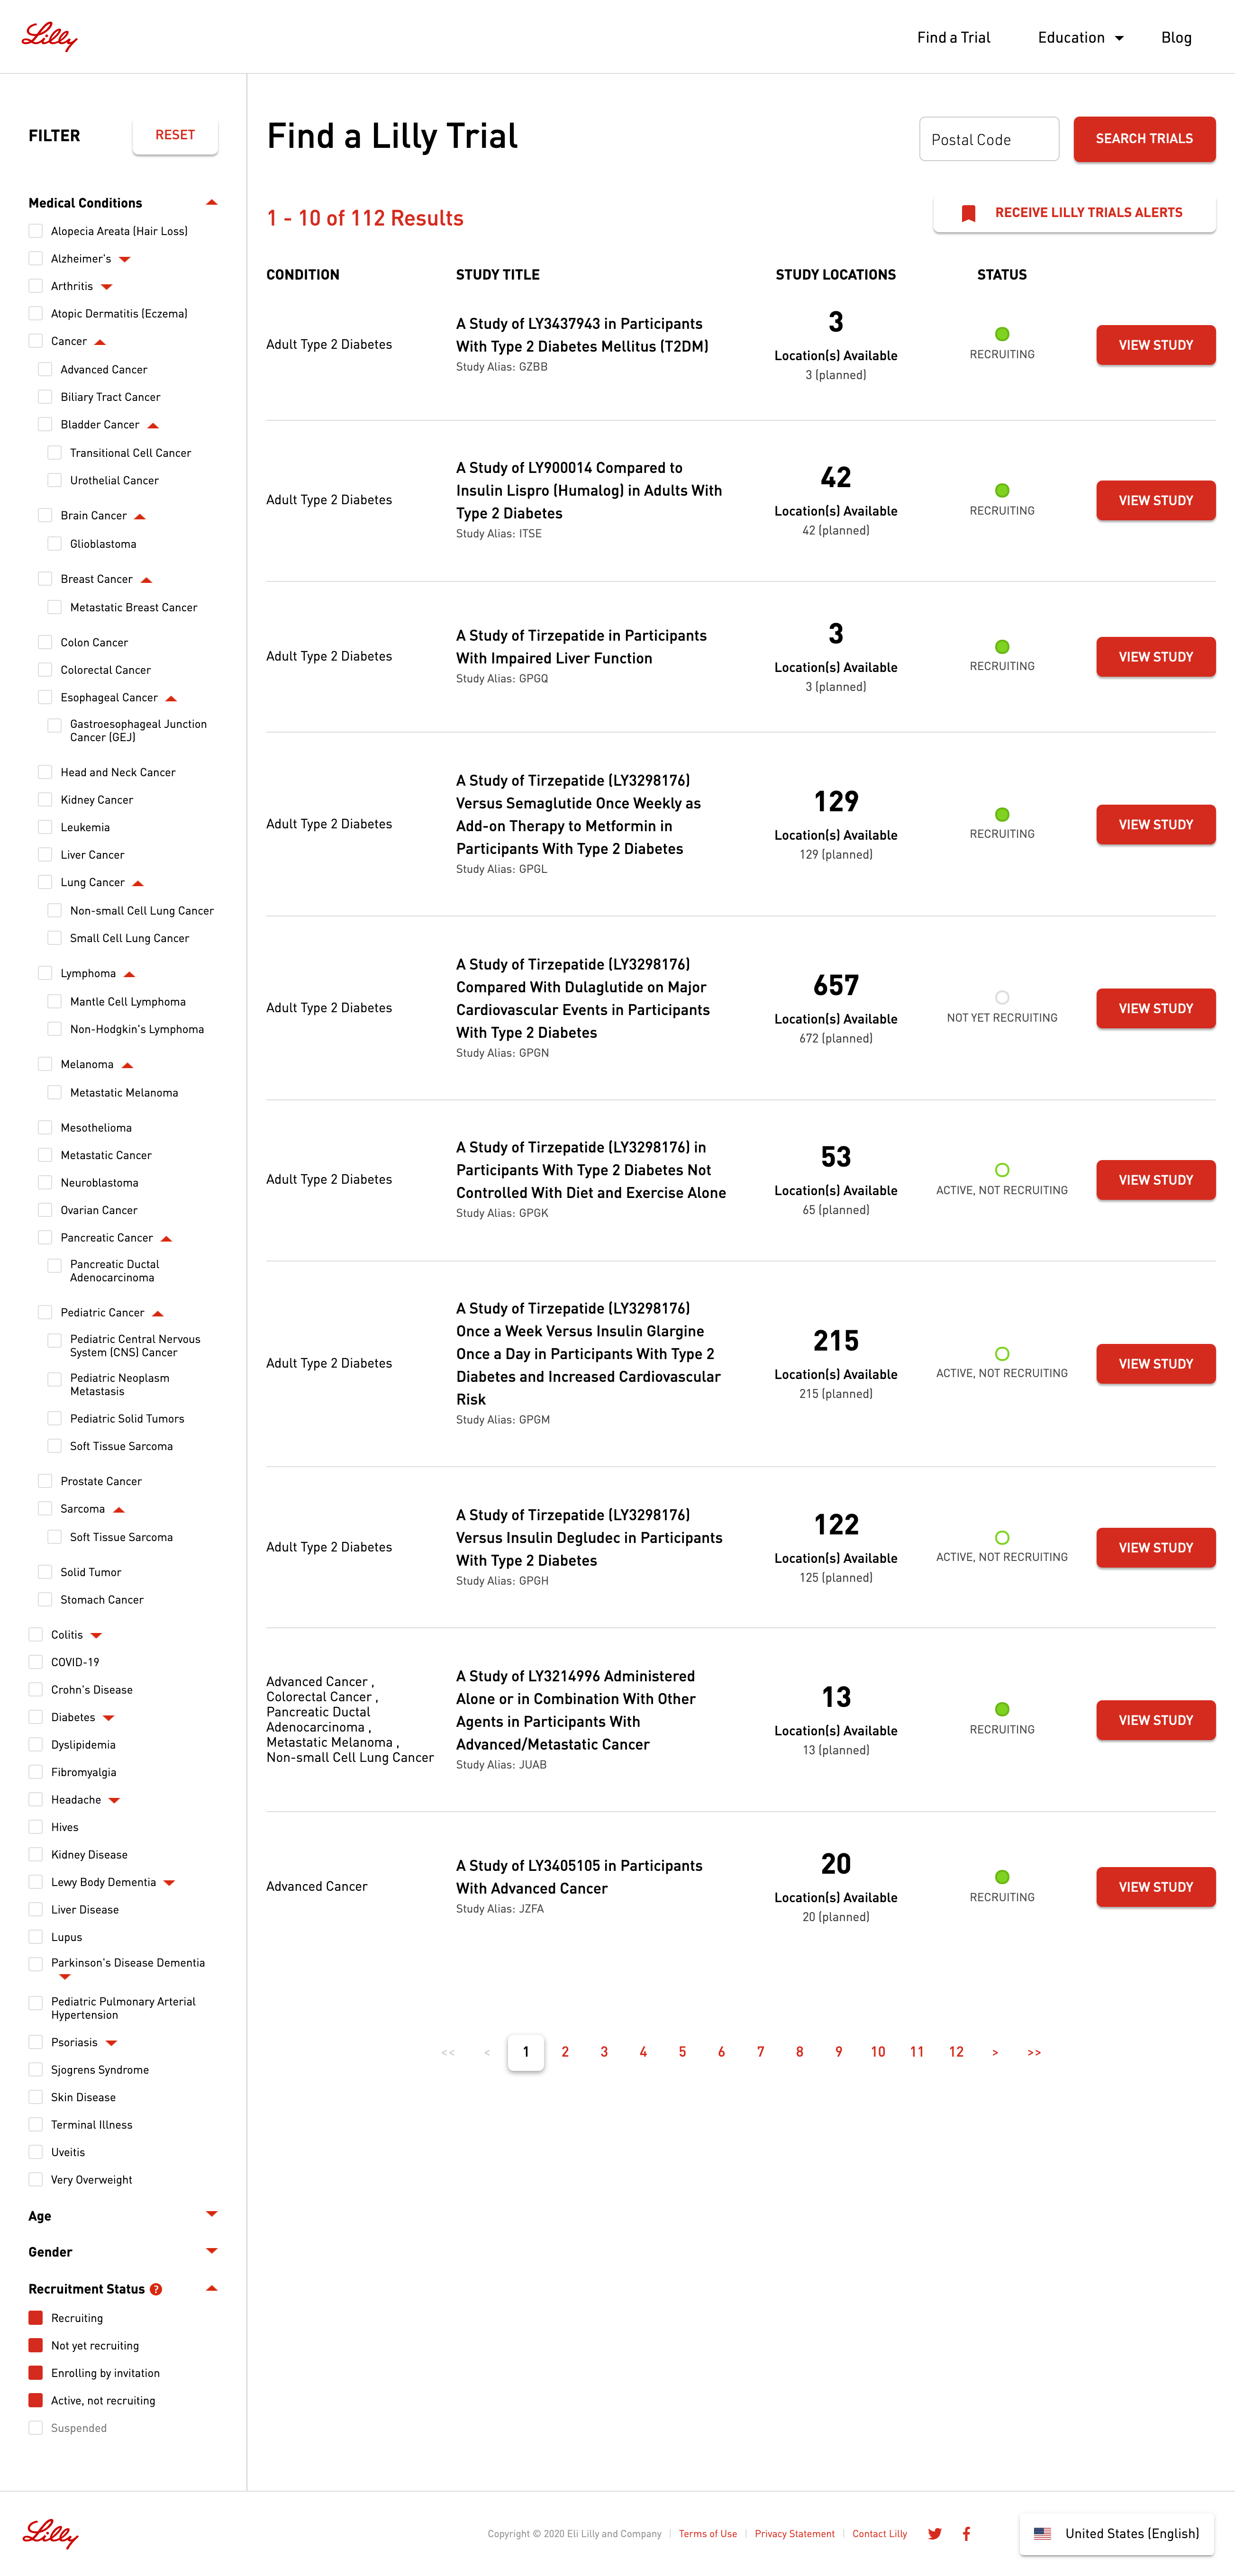 Lilly
Find a Trial
Education
Blog
FILTER
RESET
Medical Conditions
Alopecia Areata (Hair Loss)
Alzheimer's
Arthritis
Atopic Dermatitis (Eczema)
Cancer
Advanced Cancer
Biliary Tract Cancer
Bladder Cancer
Transitional Cell Cancer
Urothelial Cancer
Brain Cancer
Glioblastoma
Breast Cancer
Metastatic Breast Cancer
Colon Cancer
Colorectal Cancer
Esophageal Cancer
Gastroesophageal Junction
Cancer (GEJ)
Head and Neck Cancer
Kidney Cancer
Leukemia
Liver Cancer
Lung Cancer
Non-small Cell Lung Cancer
Small Cell Lung Cancer
Lymphoma
Mantle Cell Lymphoma
Non-Hodgkin's Lymphoma
Melanoma
Metastatic Melanoma
Mesothelioma
Metastatic Cancer
Neuroblastoma
Ovarian Cancer
Pancreatic Cancer
Pancreatic Ductal
Adenocarcinoma
Pediatric Cancer
Pediatric Central Nervous
System (CNS) Cancer
Pediatric Neoplasm
Metastasis
Pediatric Solid Tumors
Soft Tissue Sarcoma
Prostate Cancer
Sarcoma
Soft Tissue Sarcoma
Solid Tumor
Stomach Cancer
Colitis
COVID-19
Crohn's Disease
Diabetes
Dyslipidemia
Fibromyalgia
Headache
Hives
Kidney Disease
Lewy Body Dementia
Liver Disease
Lupus
Parkinson's Disease Dementia
Pediatric Pulmonary Arterial
Hypertension
Psoriasis
Sjogrens Syndrome
Skin Disease
Terminal Illness
Uveitis
Very Overweight
Age
Gender
Recruitment Status ?
Recruiting
Not yet recruiting
Enrolling by invitation
Active, not recruiting
Suspended
Find a Lilly Trial
Postal Code
SEARCH TRIALS
1 - 10 of 112 Results
RECEIVE LILLY TRIALS ALERTS
CONDITION
STUDY TITLE
STUDY LOCATIONS
STATUS
Adult Type 2 Diabetes
A Study of LY3437943 in Participants
With Type 2 Diabetes Mellitus (T2DM)
Study Alias: GZBB
3
Location(s) Available
3 (planned)
RECRUITING
VIEW STUDY
Adult Type 2 Diabetes
A Study of LY900014 Compared to
Insulin Lispro (Humalog) in Adults With
Type 2 Diabetes
Study Alias: ITSE
42
Location(s) Available
42 (planned)
RECRUITING
VIEW STUDY
Adult Type 2 Diabetes
A Study of Tirzepatide in Participants
With Impaired Liver Function
Study Alias: GPGQ
3
Location(s) Available
3 (planned)
RECRUITING
VIEW STUDY
Adult Type 2 Diabetes
A Study of Tirzepatide (LY3298176)
Versus Semaglutide Once Weekly as
Add-on Therapy to Metformin in
Participants With Type 2 Diabetes
Study Alias: GPGL
129
Location(s) Available
129 (planned)
RECRUITING
VIEW STUDY
Adult Type 2 Diabetes
A Study of Tirzepatide (LY3298176)
Compared With Dulaglutide on Major
Cardiovascular Events in Participants
With Type 2 Diabetes
Study Alias: GPGN
657
Location(s) Available
672 (planned)
NOT YET RECRUITING
VIEW STUDY
Adult Type 2 Diabetes
A Study of Tirzepatide (LY3298176) in
Participants With Type 2 Diabetes Not
Controlled With Diet and Exercise Alone
Study Alias: GPGK
53
Location(s) Available
65 (planned)
ACTIVE, NOT RECRUITING
VIEW STUDY
Adult Type 2 Diabetes
A Study of Tirzepatide (LY3298176)
Once a Week Versus Insulin Glargine
Once a Day in Participants With Type 2
Diabetes and Increased Cardiovascular
Risk
Study Alias: GPGM
215
Location(s) Available
215 (planned)
ACTIVE, NOT RECRUITING
VIEW STUDY
Adult Type 2 Diabetes
A Study of Tirzepatide (LY3298176)
Versus Insulin Degludec in Participants
With Type 2 Diabetes
Study Alias: GPGH
122
Location(s) Available
125 (planned)
ACTIVE, NOT RECRUITING
VIEW STUDY
Advanced Cancer ,
Colorectal Cancer ,
Pancreatic Ductal
Adenocarcinoma ,
Metastatic Melanoma ,
Non-small Cell Lung Cancer
A Study of LY3214996 Administered
Alone or in Combination With Other
Agents in Participants With
Advanced/Metastatic Cancer
Study Alias: JUAB
13
Location(s) Available
13 (planned)
RECRUITING
VIEW STUDY
Advanced Cancer
A Study of LY3405105 in Participants
With Advanced Cancer
Study Alias: JZFA
20
Location(s) Available
20 (planned)
RECRUITING
VIEW STUDY
<< < 1 2 3 4 5 6 7 8 9 10 11 12 > >>
Lilly
Copyright © 2020 Eli Lilly and Company | Terms of Use | Privacy Statement | Contact Lilly
United States (English)